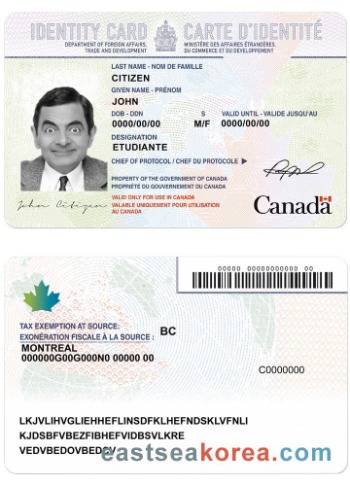 IDENTITY CARD CARTE D'IDENTITÉ
DEPARTMENT OF FOREIGN AFFAIRS, TRADE AND DEVELOPMENT
MINISTÈRE DES AFFAIRES ÉTRANGÈRES, DU COMMERCE ET DU DÉVELOPPEMENT
LAST NAME - NOM DE FAMILLE
CITIZEN
GIVEN NAME - PRÉNOM
JOHN
DOB - DDN S VALID UNTIL - VALIDE JUSQU'AU
0000/00/00 M/F 0000/00/00
DESIGNATION
ETUDIANTE
CHIEF OF PROTOCOL / CHEF DU PROTOCOLE
PROPERTY OF THE GOVERNMENT OF CANADA
PROPRIÉTÉ DU GOUVERNEMENT DU CANADA
VALID ONLY FOR USE IN CANADA
VALABLE UNIQUEMENT POUR UTILISATION
AU CANADA
John Citizen
Canada
00000 00000000000 00
TAX EXEMPTION AT SOURCE:
EXONÉRATION FISCALE À LA SOURCE :
BC
MONTREAL
000000G00G000N0 00000 00
C0000000
LKJVLIHVGLIEHHEFLINSDFKLHEFNDSKLVFNLI
KJDSBFVBEZFIBHEFVIDBSVLKRE
VEDVBEDOVBEDGV
eastseakorea.com